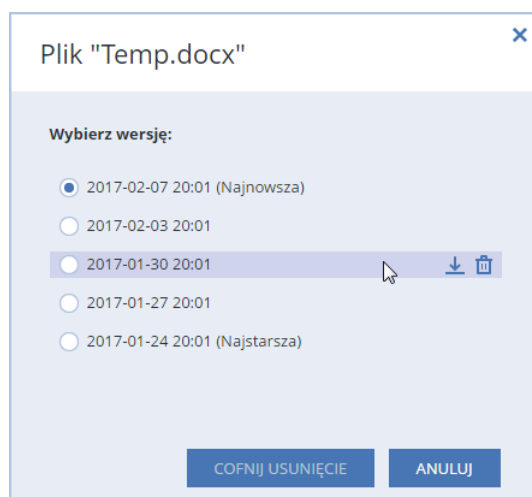 Plik "Temp.docx"
Wybierz wersję:
2017-02-07 20:01 (Najnowsza)
2017-02-03 20:01
2017-01-30 20:01
2017-01-27 20:01
2017-01-24 20:01 (Najstarsza)
COFNIJ USUNIĘCIE ANULUJ